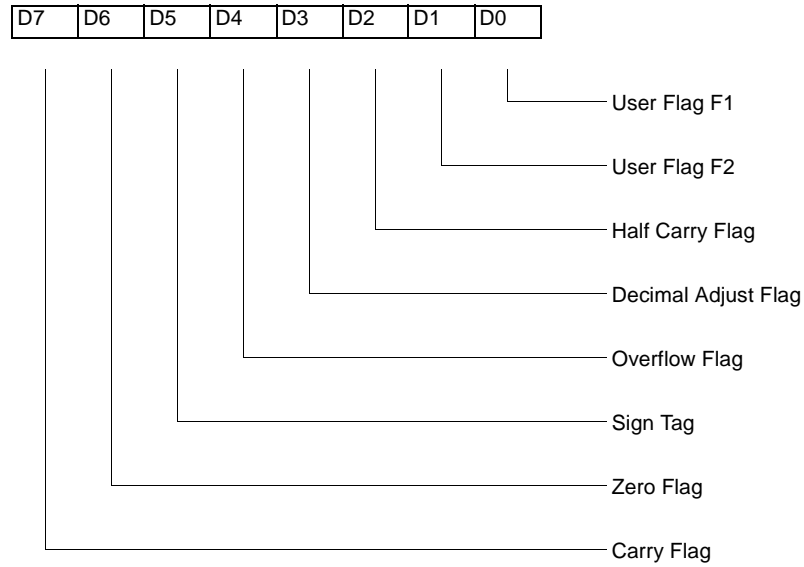 D7 D6 D5 D4 D3 D2 D1 D0
User Flag F1
User Flag F2
Half Carry Flag
Decimal Adjust Flag
Overflow Flag
Sign Tag
Zero Flag
Carry Flag